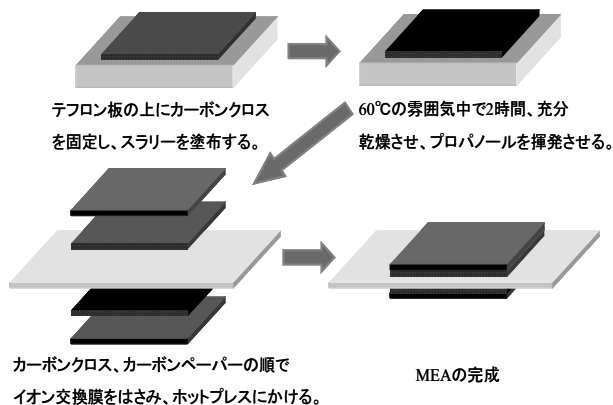 テフロン板の上にカーボンクロス
を固定し、スラリーを塗布する。
60℃の雰囲気中で2時間、充分
乾燥させ、プロパノールを揮発させる。
カーボンクロス、カーボンペーパーの順で
イオン交換膜をはさみ、ホットプレスにかける。
MEAの完成